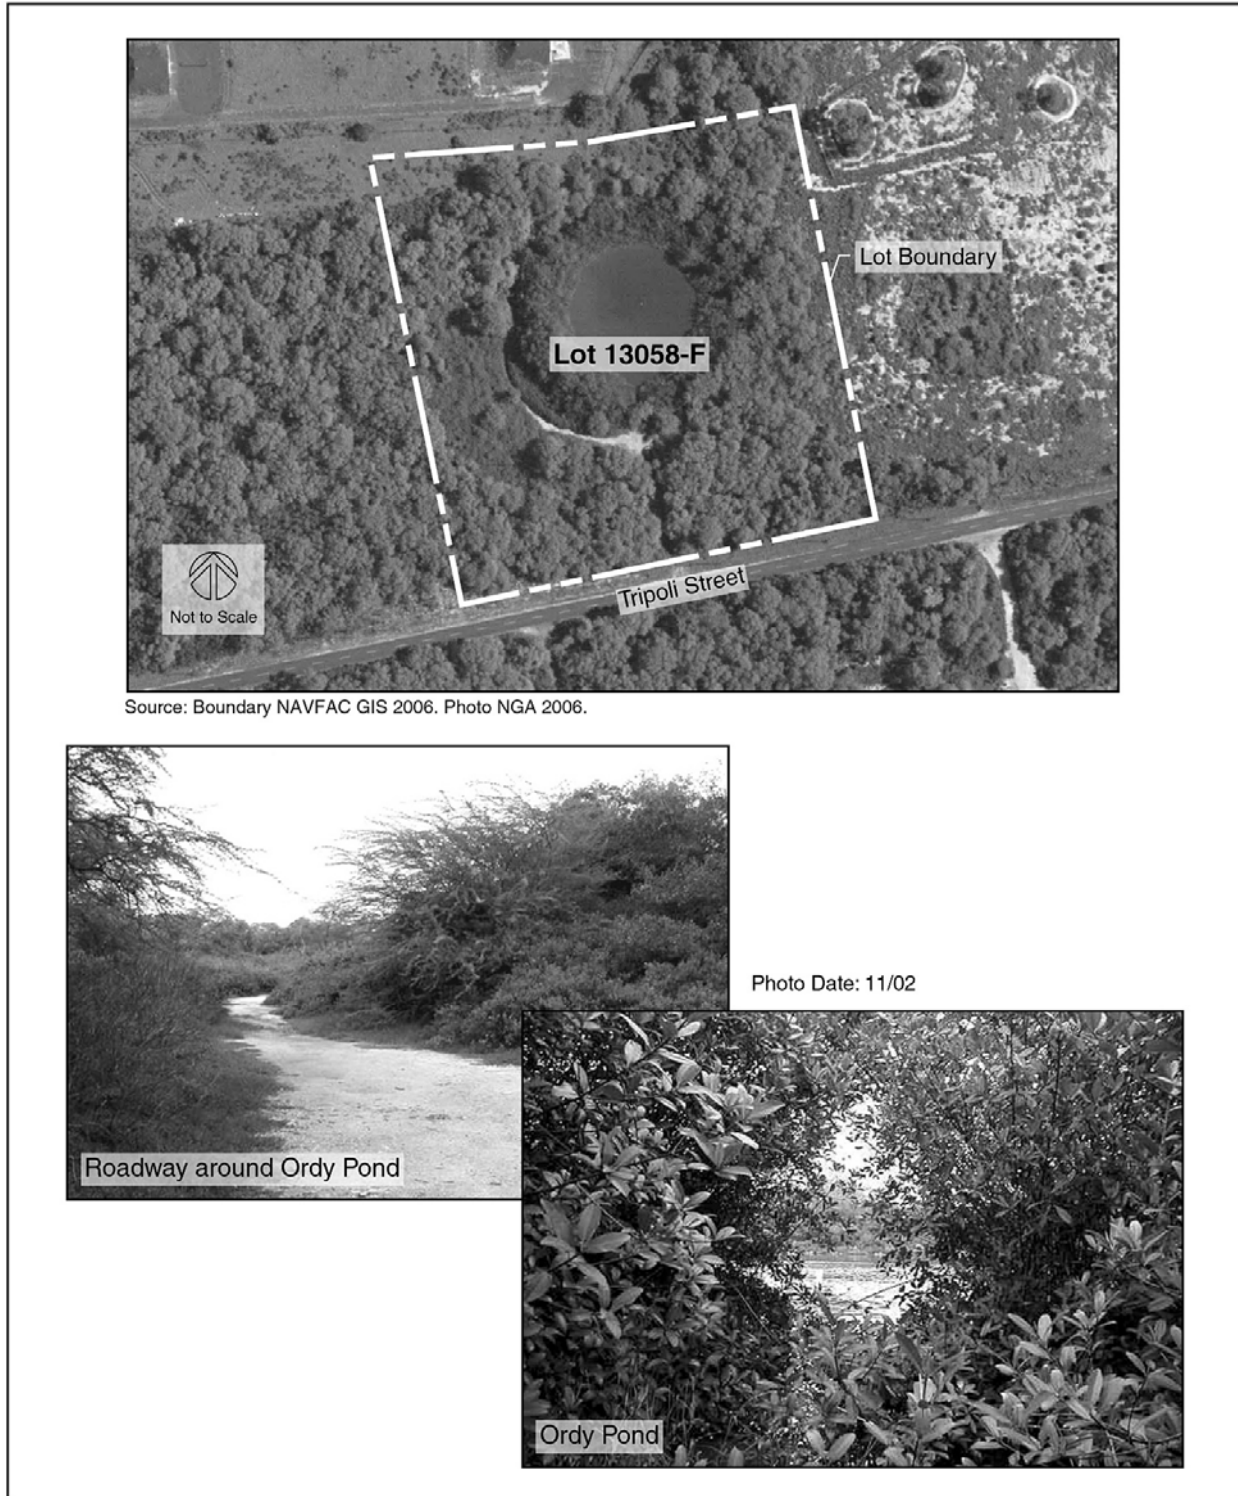 Lot Boundary
Lot 13058-F
Tripoli Street
Not to Scale
Source: Boundary NAVFAC GIS 2006. Photo NGA 2006.
Photo Date: 11/02
Roadway around Ordy Pond
Ordy Pond